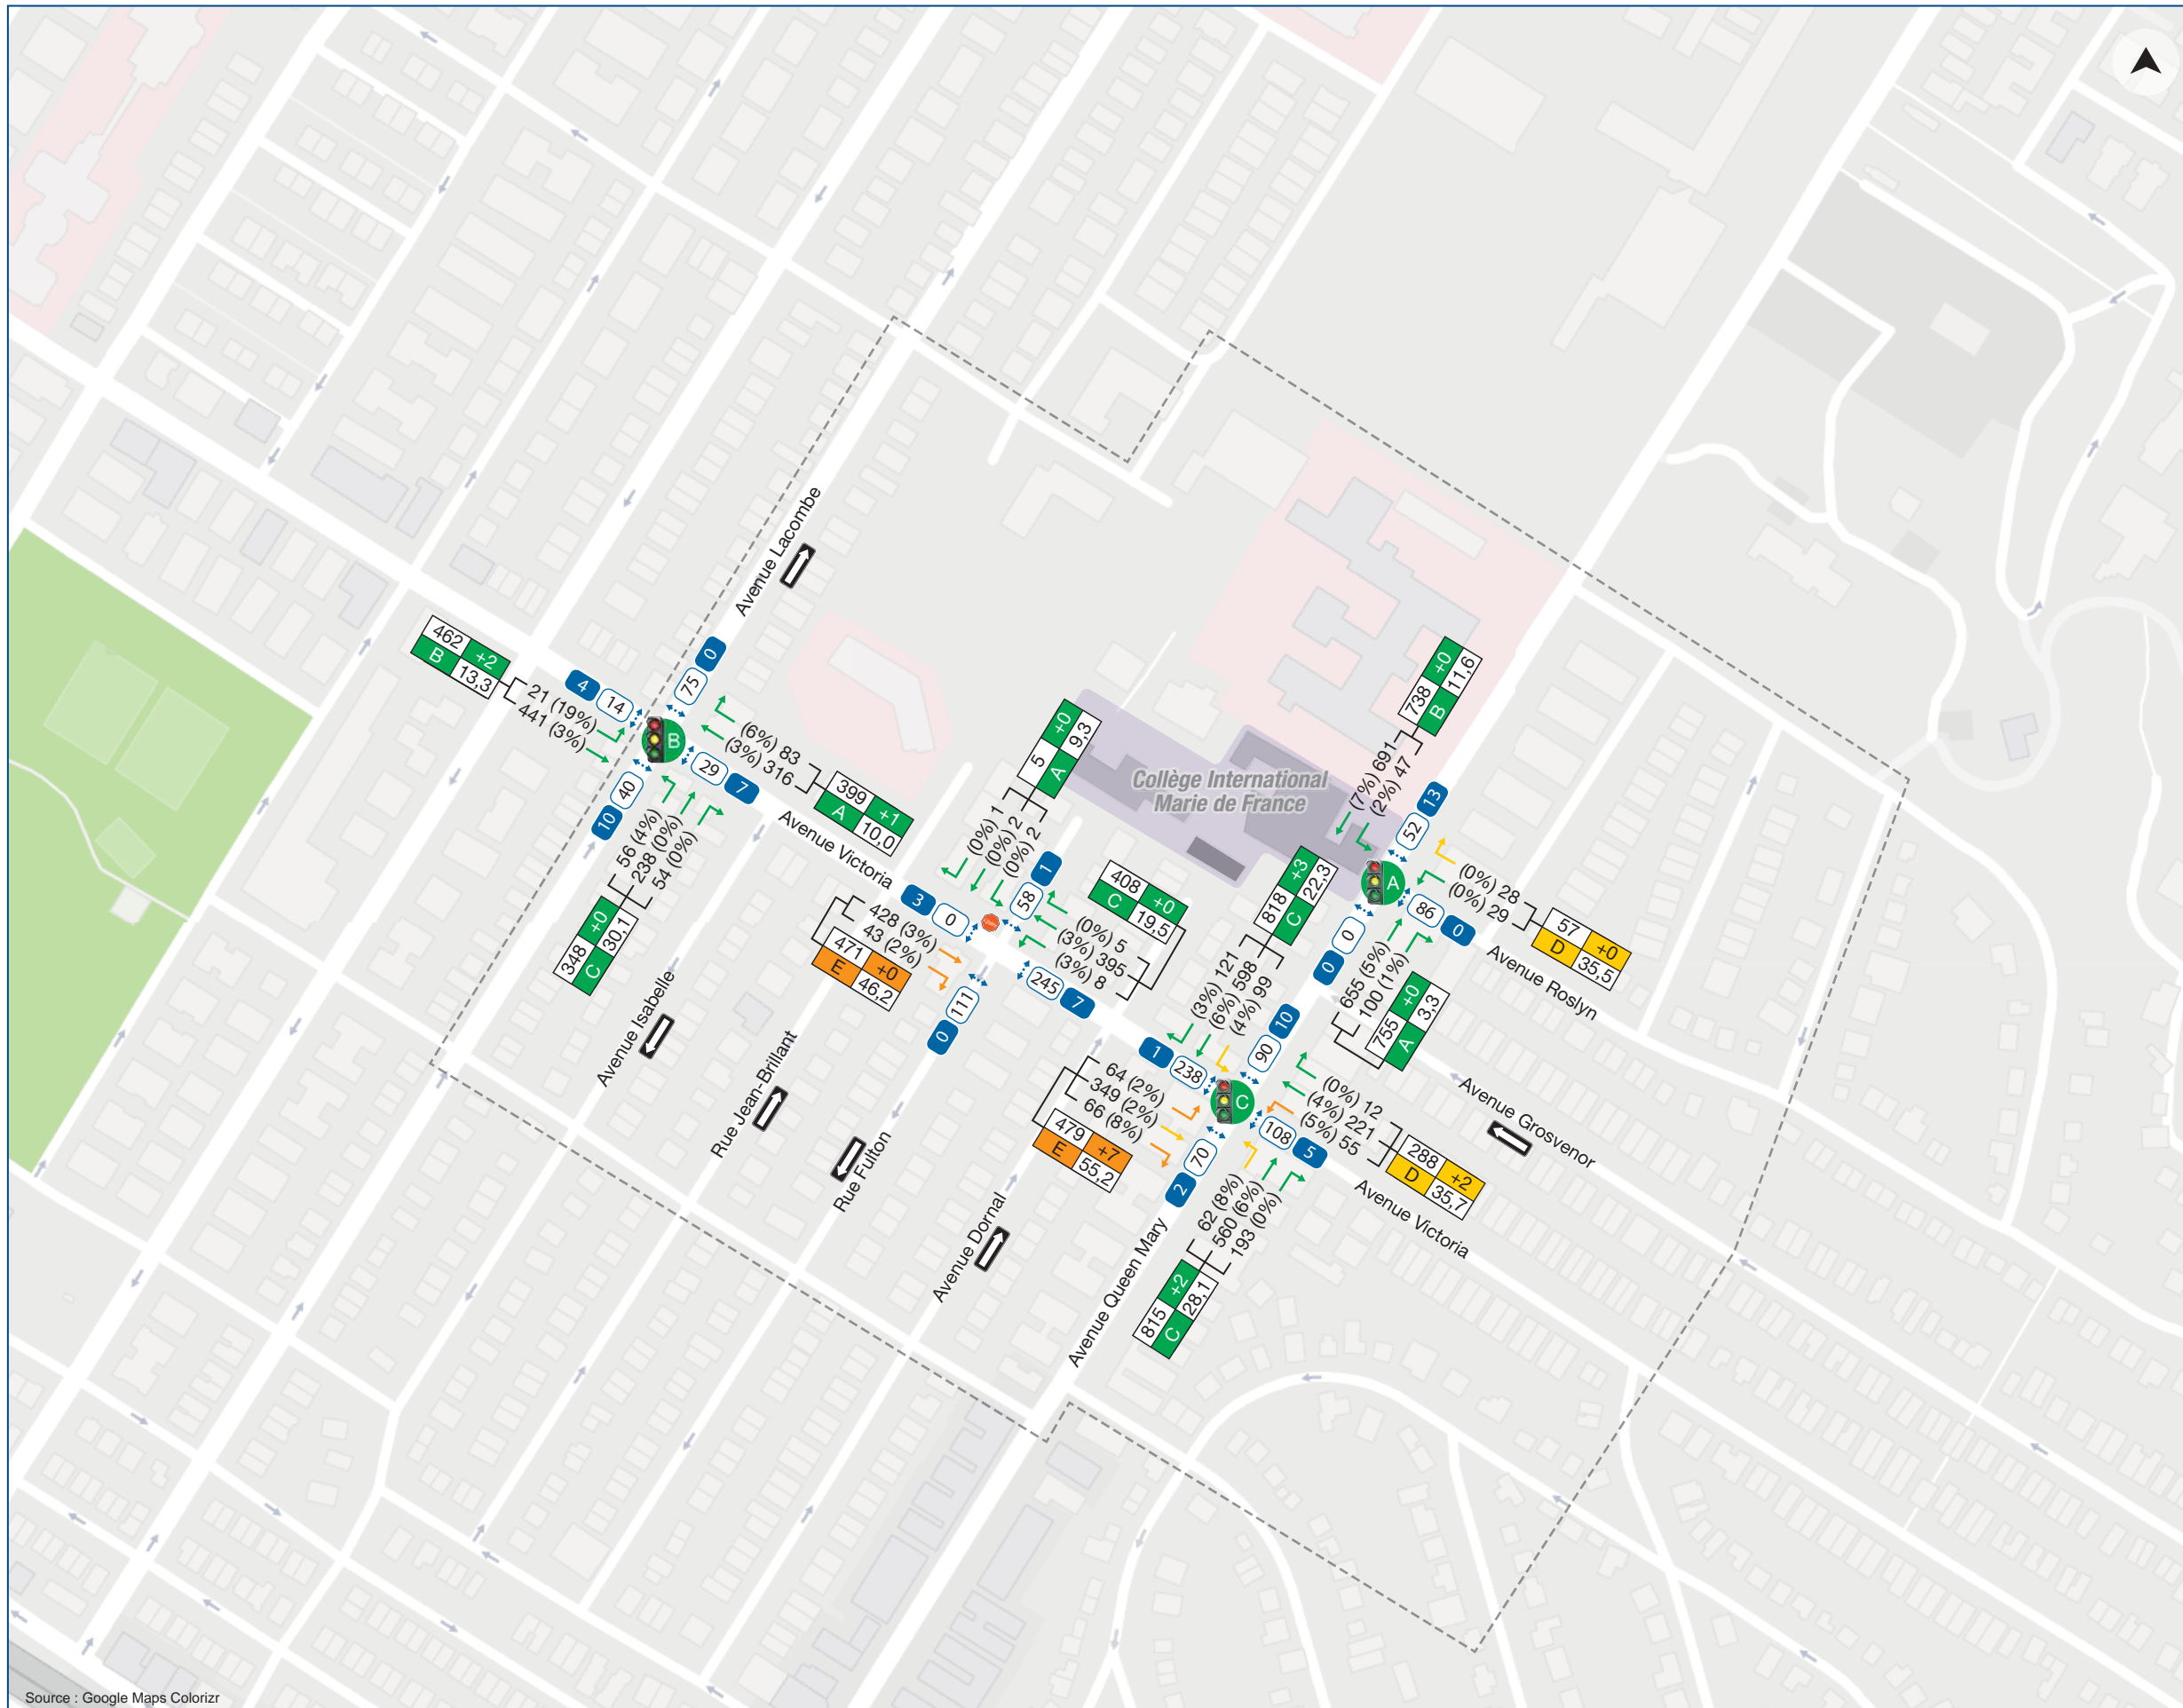 Avenue Lacombe
462 +2
B 13,3
4 14
21 (19%)
441 (3%)
75 0
B
(6%) 83
(3%) 316
29 7
399 +1
A 10,0
10 40
56 (4%)
238 (0%)
54 (0%)
348 +0
C 30,1
Avenue Victoria
Avenue Isabelle
Rue Jean-Brillant
Rue Fulton
Avenue Dornal
5 +0
A 9,3
(0%) 1
(0%) 2
(0%) 2
58 1
3 0
428 (3%)
43 (2%)
471 +0
E 46,2
0 111
408 +0
C 19,5
(0%) 5
(3%) 395
(3%) 8
245 7
Collège International
Marie de France
738 +0
B 11,6
(7%) 691
(2%) 47
52 13
A
(0%) 28
(0%) 29
86 0
57 +0
D 35,5
Avenue Roslyn
0 0
655 (5%)
100 (1%)
755 +0
A 3,3
818 +3
C 22,3
(3%) 121
(6%) 598
(4%) 99
90 10
1 238
C
64 (2%)
349 (2%)
66 (8%)
479 +7
E 55,2
(0%) 12
(4%) 221
(5%) 55
108 5
288 +2
D 35,7
2 70
62 (8%)
560 (6%)
193 (0%)
815 +2
C 28,1
Avenue Grosvenor
Avenue Victoria
Avenue Queen Mary
Source : Google Maps Colorizr